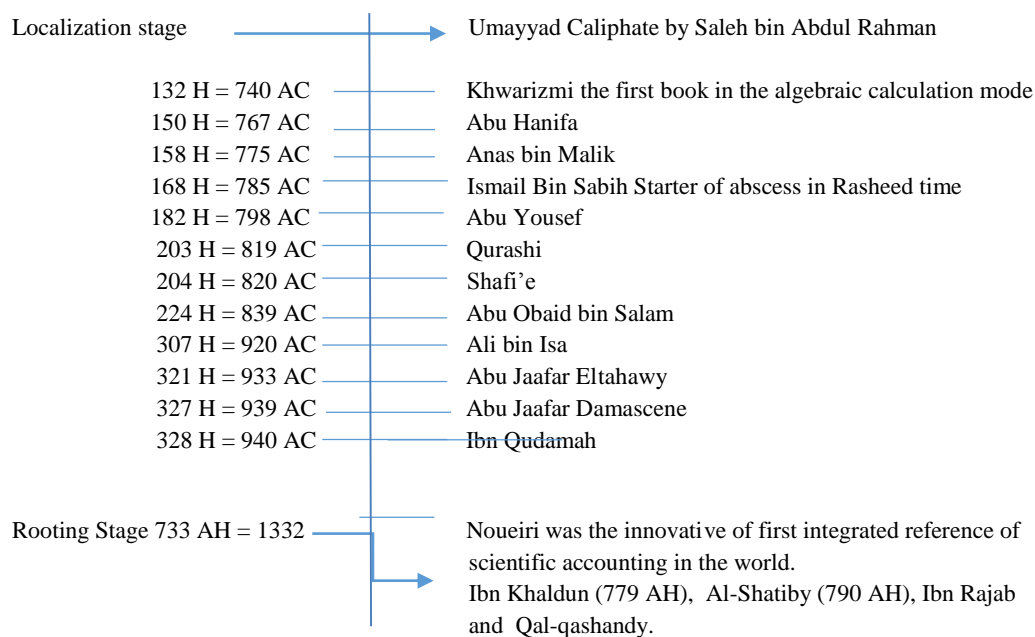 Localization stage Umayyad Caliphate by Saleh bin Abdul Rahman
132 H = 740 AC Khwarizmi the first book in the algebraic calculation mode
150 H = 767 AC Abu Hanifa
158 H = 775 AC Anas bin Malik
168 H = 785 AC Ismail Bin Sabih Starter of abscess in Rasheed time
182 H = 798 AC Abu Yousef
203 H = 819 AC Qurashi
204 H = 820 AC Shafi’e
224 H = 839 AC Abu Obaid bin Salam
307 H = 920 AC Ali bin Isa
321 H = 933 AC Abu Jaafar Eltahawy
327 H = 939 AC Abu Jaafar Damascene
328 H = 940 AC Ibn Qudamah
Rooting Stage 733 AH = 1332 Noueiri was the innovative of first integrated reference of
scientific accounting in the world.
Ibn Khaldun (779 AH), Al-Shatiby (790 AH), Ibn Rajab
and Qal-qashandy.